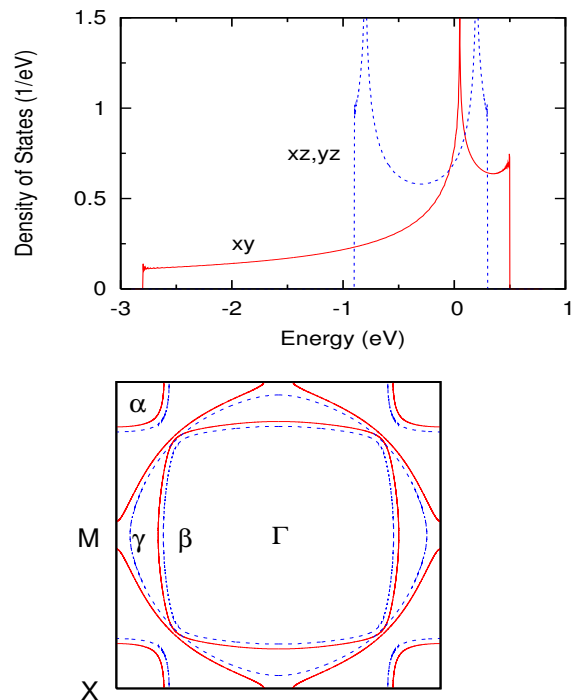 Density of States (1/eV)
1.5
1
0.5
0
xz,yz
xy
-3
-2
-1
0
1
Energy (eV)
α
M
γ
β
Γ
X